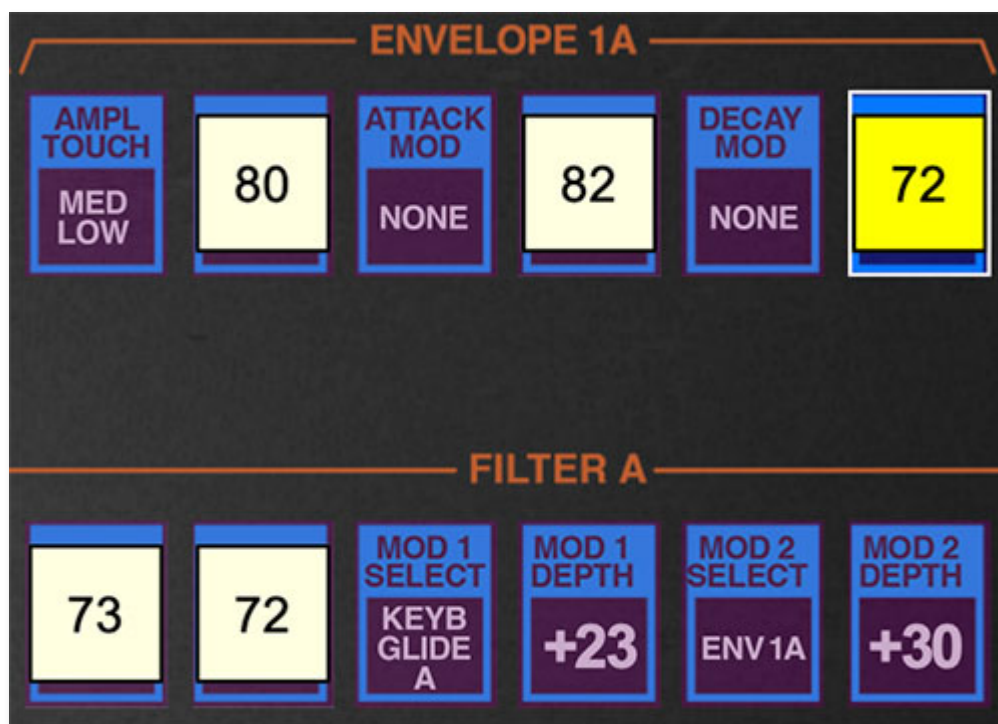 ENVELOPE 1A
AMPL
TOUCH
MED
LOW
80
ATTACK
MOD
NONE
82
DECAY
MOD
NONE
72
FILTER A
73
72
MOD 1
SELECT
KEYB
GLIDE
A
MOD 1
DEPTH
+23
MOD 2
SELECT
ENV 1A
MOD 2
DEPTH
+30